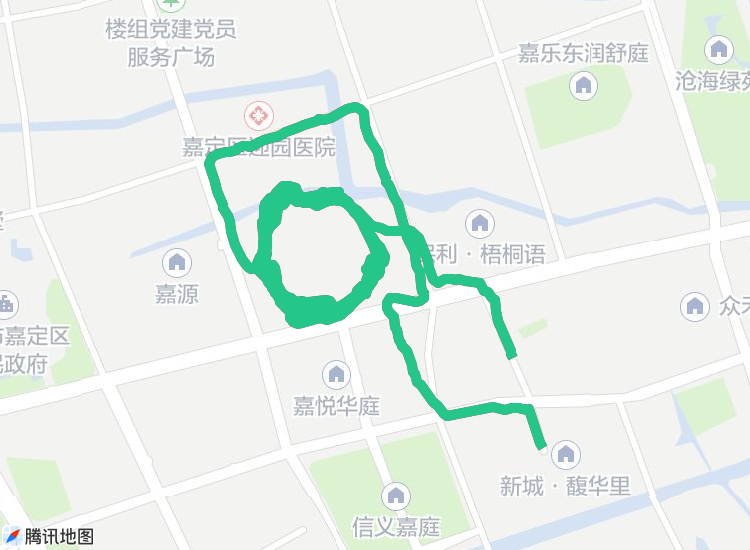 楼组党建党员
服务广场
嘉乐东润舒庭
沧海绿苑
嘉定区迎园医院
利·梧桐语
嘉源
众
市嘉定区
民政府
嘉悦华庭
新城·馥华里
信义嘉庭
腾讯地图